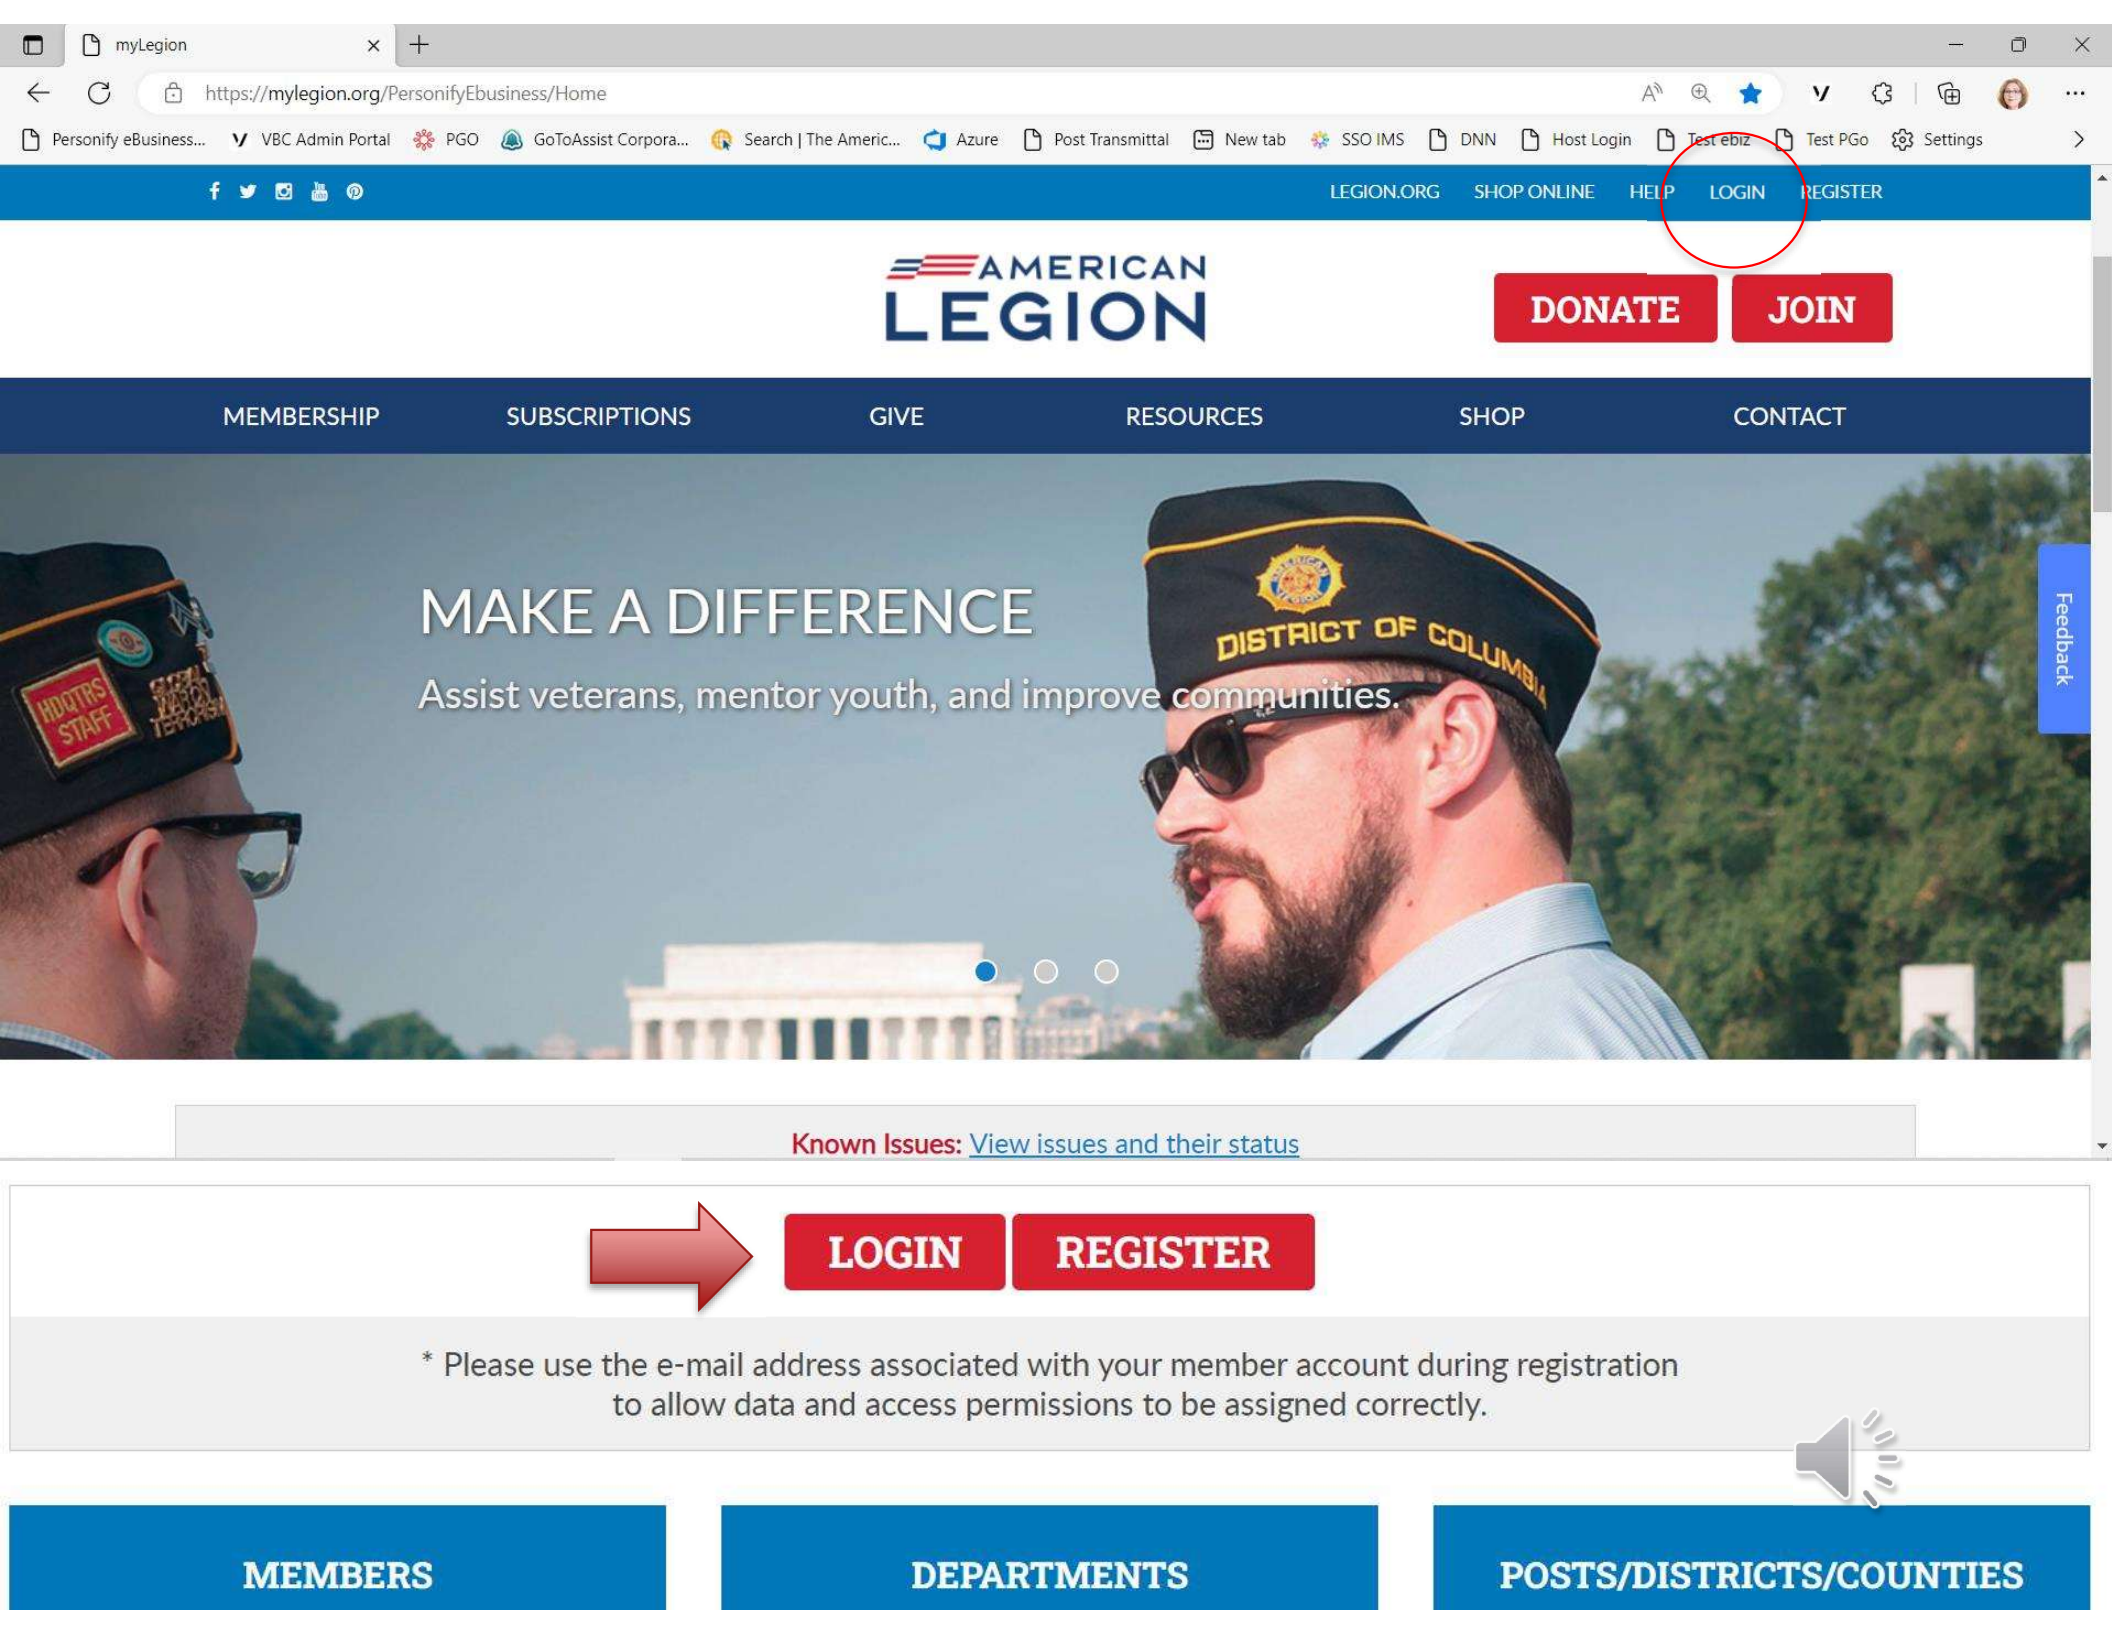 myLegion
https://mylegion.org/PersonifyEbusiness/Home
Personify eBusiness... VBC Admin Portal PGO GoToAssist Corpora... Search | The Americ... Azure Post Transmittal New tab SSO IMS DNN Host Login Test ebiz Test PGo Settings
LEGION.ORG SHOP ONLINE HELP LOGIN REGISTER
AMERICAN
LEGION
DONATE JOIN
MEMBERSHIP SUBSCRIPTIONS GIVE RESOURCES SHOP CONTACT
MAKE A DIFFERENCE
Assist veterans, mentor youth, and improve communities.
DISTRICT OF COLUMBIA
HDQTRS
STAFF
Feedback
Known Issues: View issues and their status
LOGIN REGISTER
* Please use the e-mail address associated with your member account during registration
to allow data and access permissions to be assigned correctly.
MEMBERS DEPARTMENTS POSTS/DISTRICTS/COUNTIES